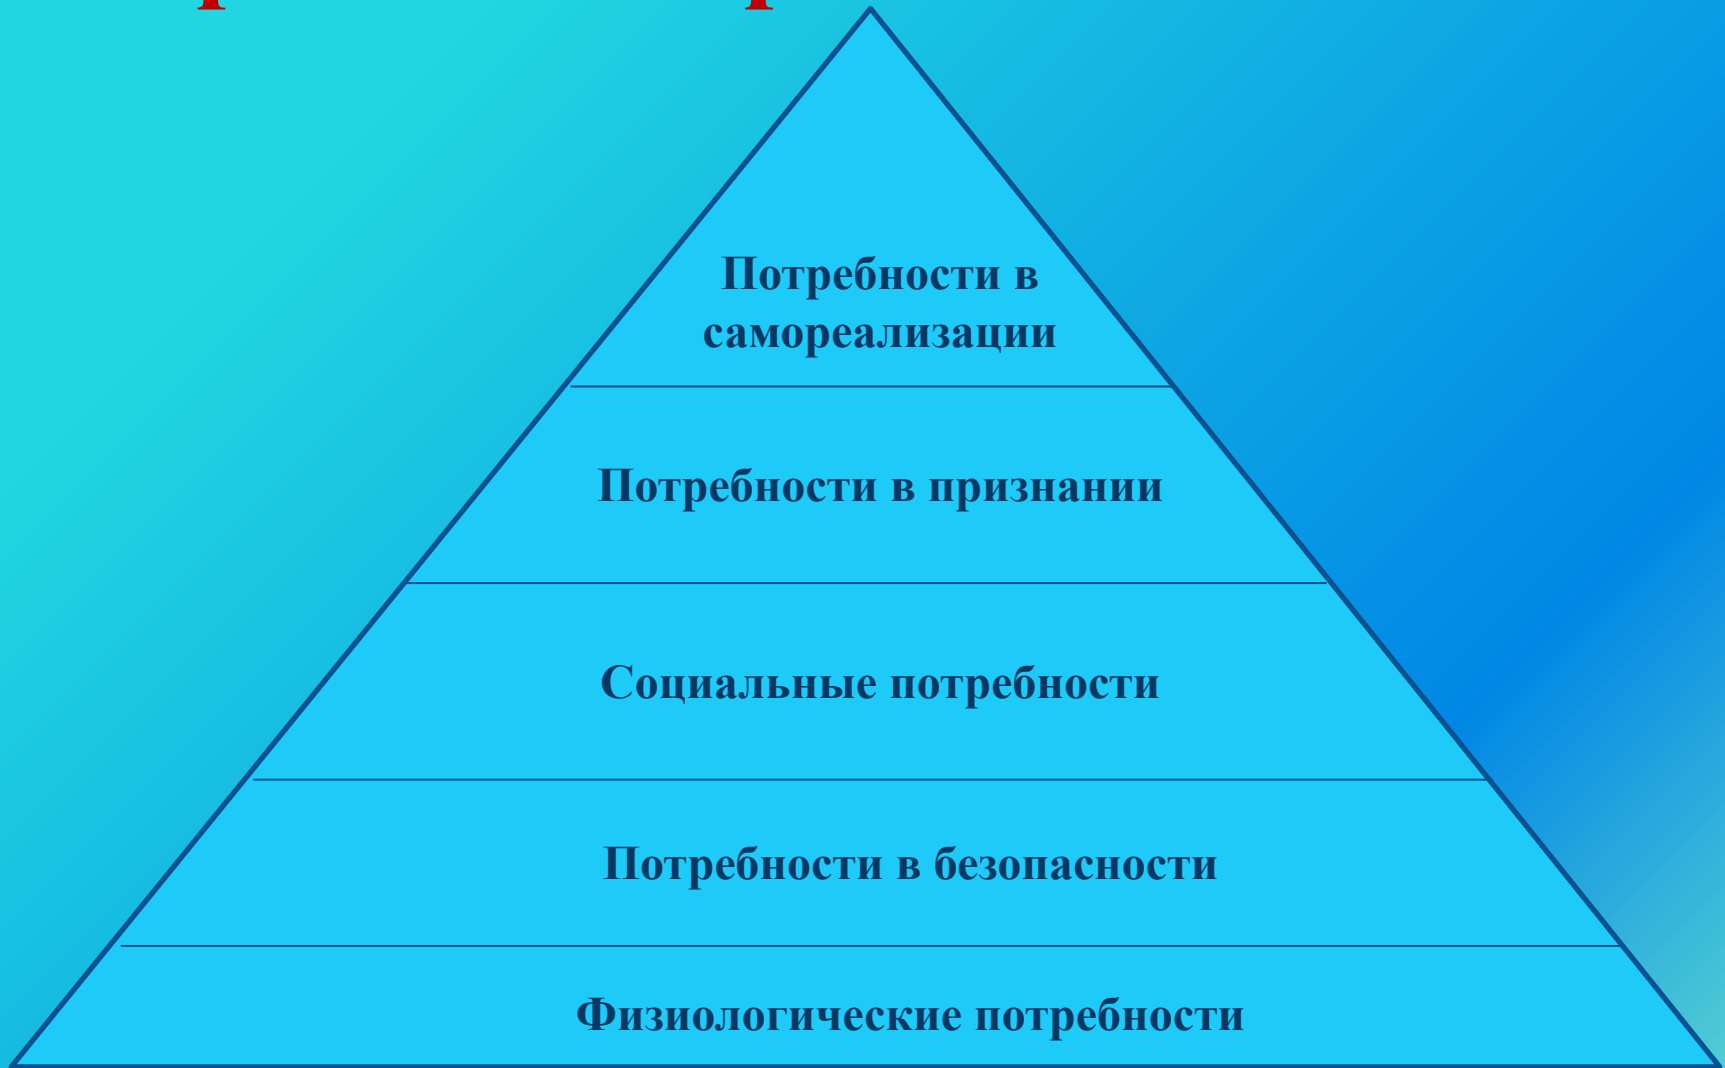 Потребности в
самореализации
Потребности в признании
Социальные потребности
Потребности в безопасности
Физиологические потребности